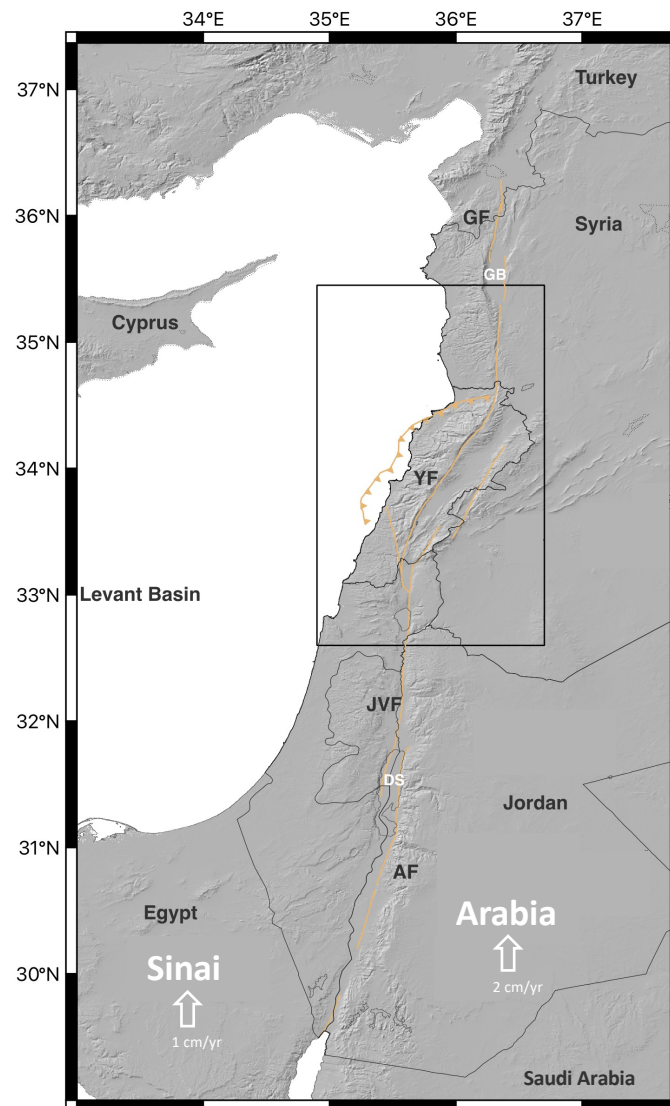 34°E 35°E 36°E 37°E
37°N
Turkey
36°N
GF
Syria
GB
Cyprus
35°N
34°N
YF
33°N
Levant Basin
32°N
JVF
DS
Jordan
31°N
AF
Egypt
Arabia
Sinai
30°N
2 cm/yr
1 cm/yr
Saudi Arabia